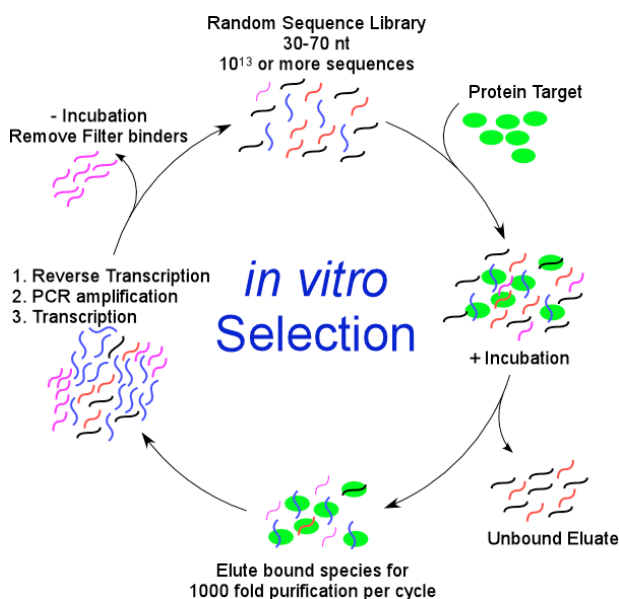 Random Sequence Library
30-70 nt
10¹³ or more sequences
Protein Target
- Incubation
Remove Filter binders
in vitro
Selection
1. Reverse Transcription
2. PCR amplification
3. Transcription
+ Incubation
Unbound Eluate
Elute bound species for
1000 fold purification per cycle